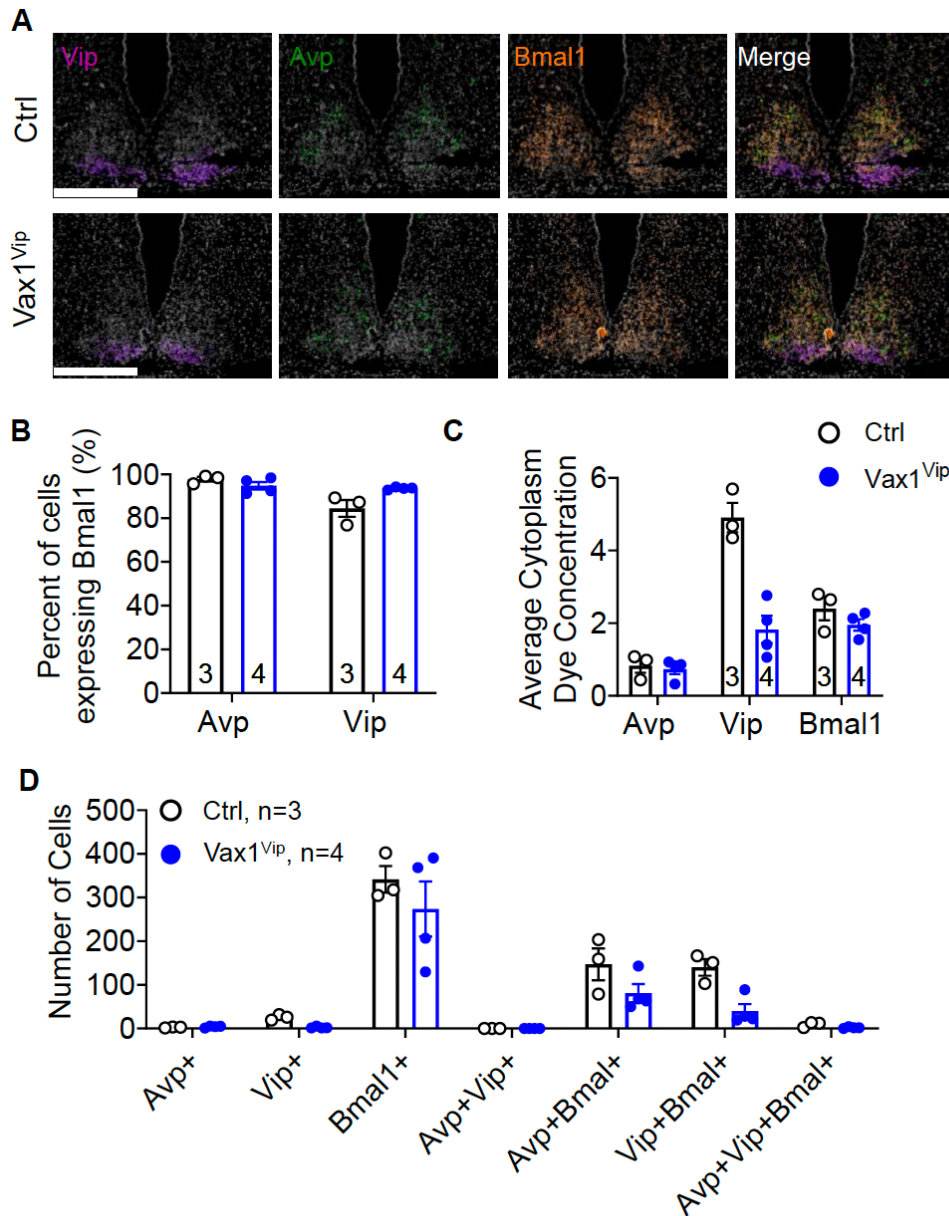 A
Vip
Avp
Bmal1
Merge
Ctrl
Vax1Vip
B
Percent of cells
expressing Bmal1 (%)
100
80
60
40
20
0
3
4
3
4
Avp
Vip
C
Ctrl
Vax1Vip
Average Cytoplasm
Dye Concentration
6
4
2
0
3
4
3
4
Avp
Vip
Bmal1
D
Ctrl, n=3
Vax1Vip, n=4
Number of Cells
500
400
300
200
100
0
Avp+
Vip+
Bmal1+
Avp+Vip+
Avp+Bmal+
Vip+Bmal+
Avp+Vip+Bmal+